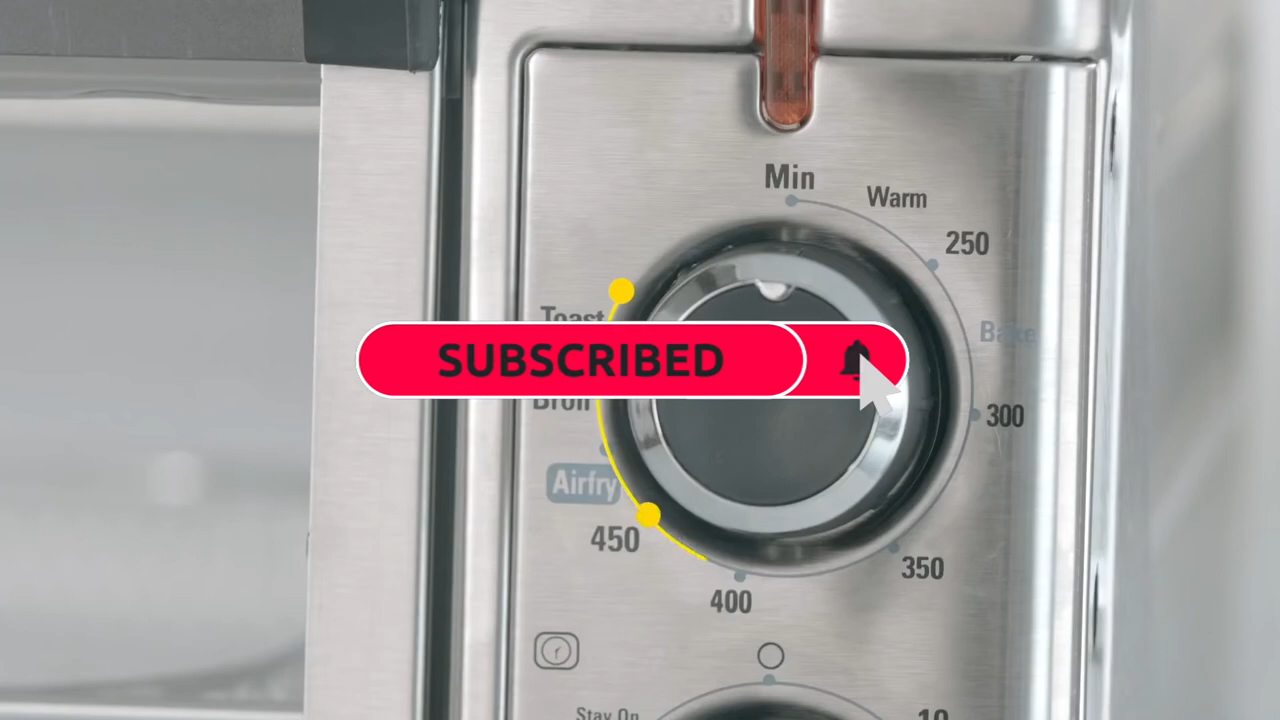 Min
Warm
250
Toast
Bake
SUBSCRIBED
Broil
300
Airfry
450
350
400
Stay On
10